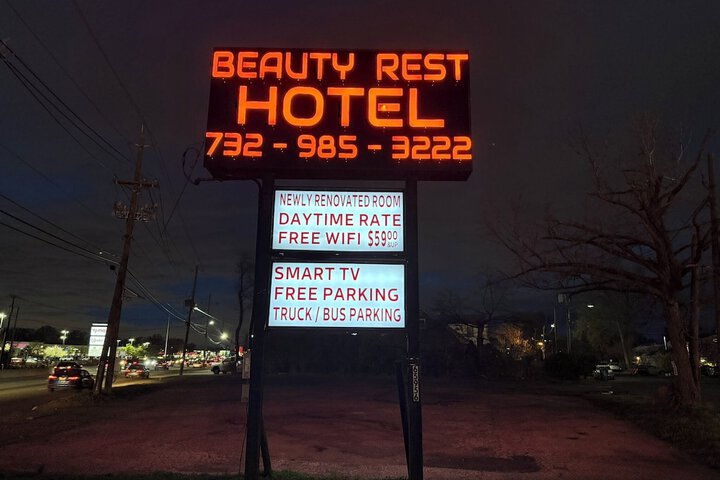 BEAUTY REST
HOTEL
732 - 985 - 3222
NEWLY RENOVATED ROOM
DAYTIME RATE
FREE WIFI $59.00 &UP
SMART TV
FREE PARKING
TRUCK / BUS PARKING